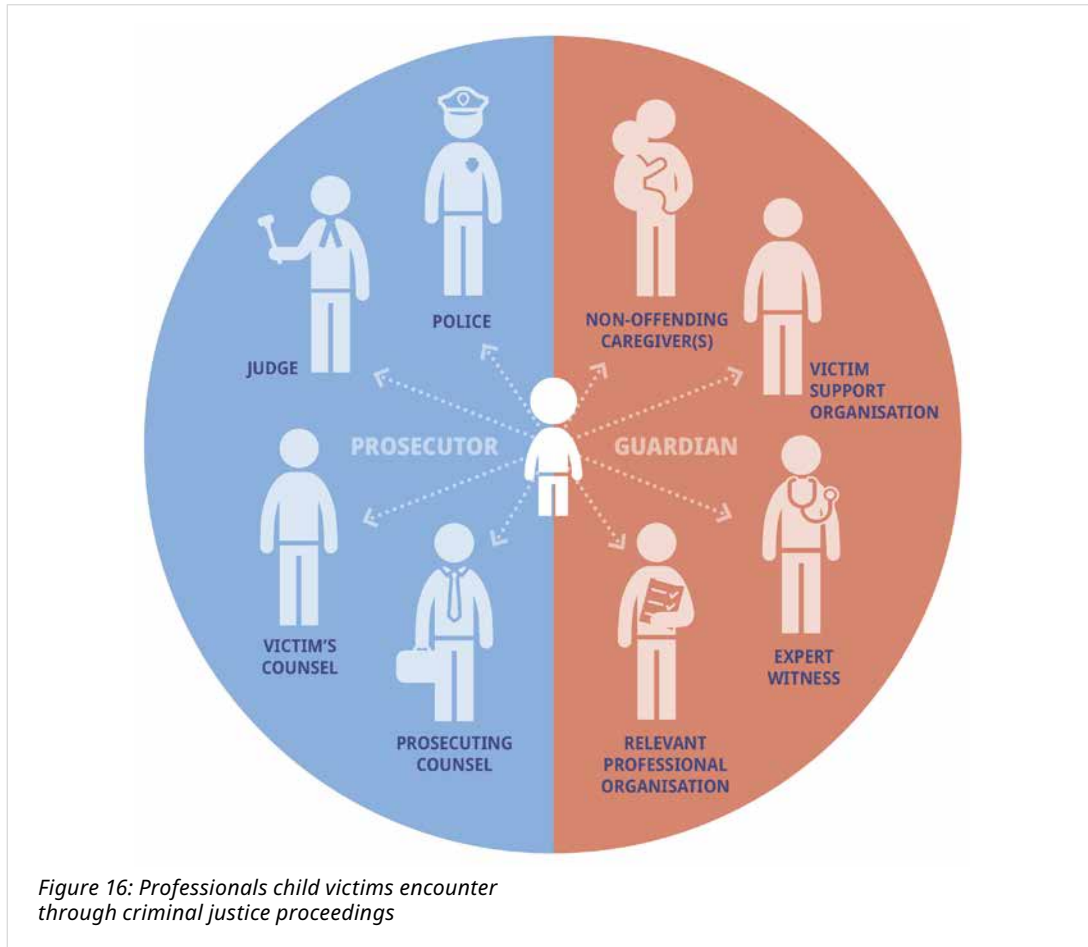 POLICE
NON-OFFENDING
CAREGIVER(S)
JUDGE
VICTIM
SUPPORT
ORGANISATION
PROSECUTOR
GUARDIAN
VICTIM'S
COUNSEL
EXPERT
WITNESS
PROSECUTING
COUNSEL
RELEVANT
PROFESSIONAL
ORGANISATION
Figure 16: Professionals child victims encounter
through criminal justice proceedings